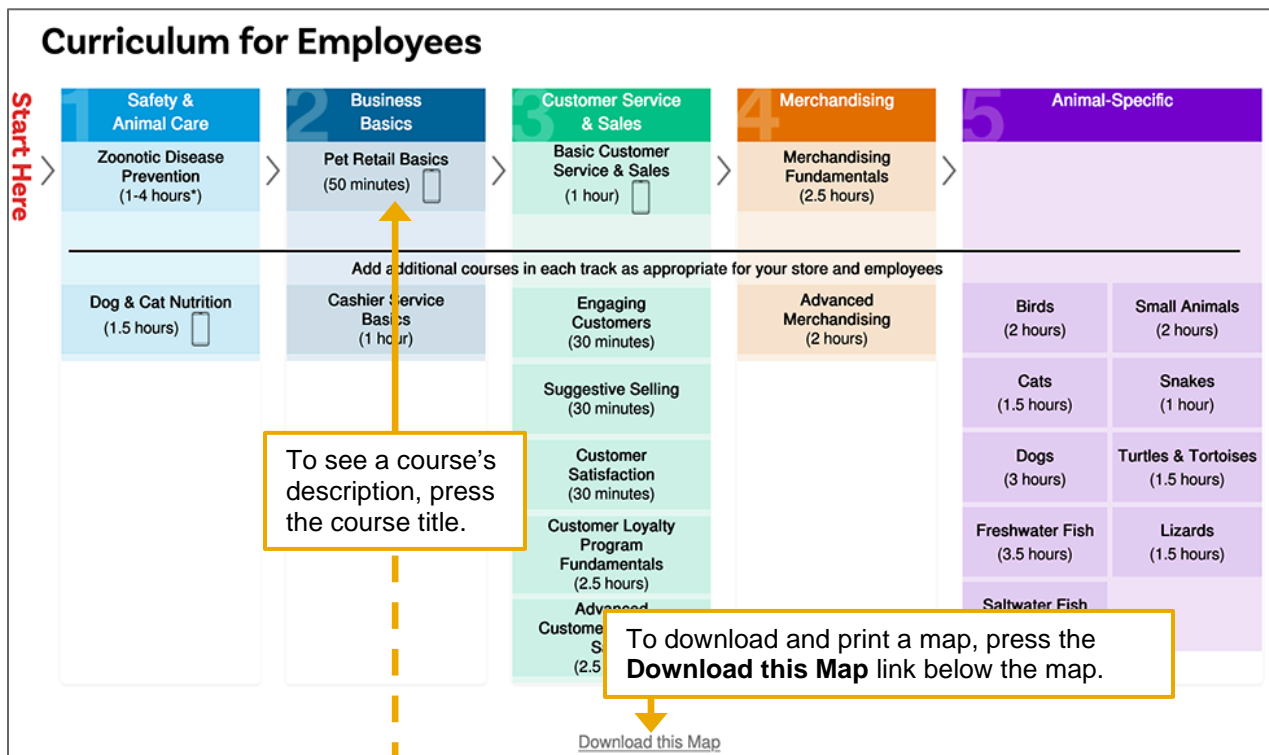 Curriculum for Employees
Start Here
1
Safety &
Animal Care
Zoonotic Disease
Prevention
(1-4 hours*)
2
Business
Basics
Pet Retail Basics
(50 minutes)
3
Customer Service
& Sales
Basic Customer
Service & Sales
(1 hour)
4
Merchandising
Merchandising
Fundamentals
(2.5 hours)
5
Animal-Specific
Add additional courses in each track as appropriate for your store and employees
Dog & Cat Nutrition
(1.5 hours)
Cashier Service
Basics
(1 hour)
Engaging
Customers
(30 minutes)
Suggestive Selling
(30 minutes)
Customer
Satisfaction
(30 minutes)
Customer Loyalty
Program
Fundamentals
(2.5 hours)
Advanced
(2.5
Advanced
Merchandising
(2 hours)
Birds
(2 hours)
Small Animals
(2 hours)
Cats
(1.5 hours)
Snakes
(1 hour)
Dogs
(3 hours)
Turtles & Tortoises
(1.5 hours)
Freshwater Fish
(3.5 hours)
Lizards
(1.5 hours)
Saltwater Fish
To see a course's
description, press
the course title.
To download and print a map, press the
Download this Map link below the map.
Download this Map